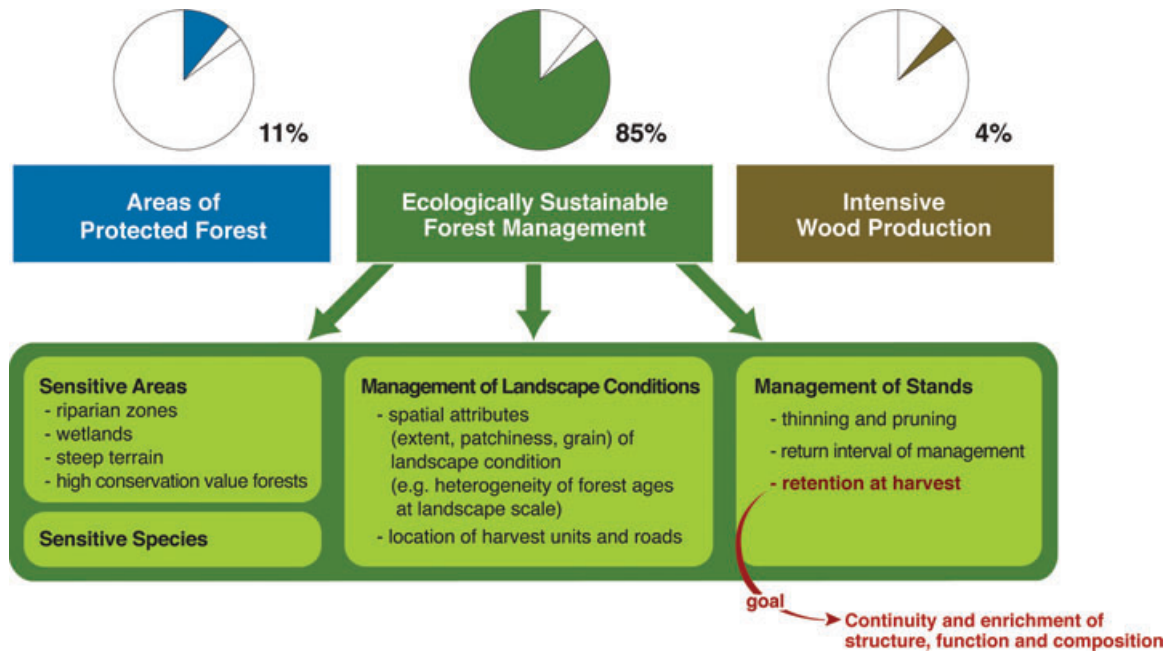 11%
85%
4%
Areas of
Protected Forest
Ecologically Sustainable
Forest Management
Intensive
Wood Production
Sensitive Areas
- riparian zones
- wetlands
- steep terrain
- high conservation value forests
Sensitive Species
Management of Landscape Conditions
- spatial attributes
(extent, patchiness, grain) of
landscape condition
(e.g. heterogeneity of forest ages
at landscape scale)
- location of harvest units and roads
Management of Stands
- thinning and pruning
- return interval of management
- retention at harvest
goal
Continuity and enrichment of
structure, function and composition